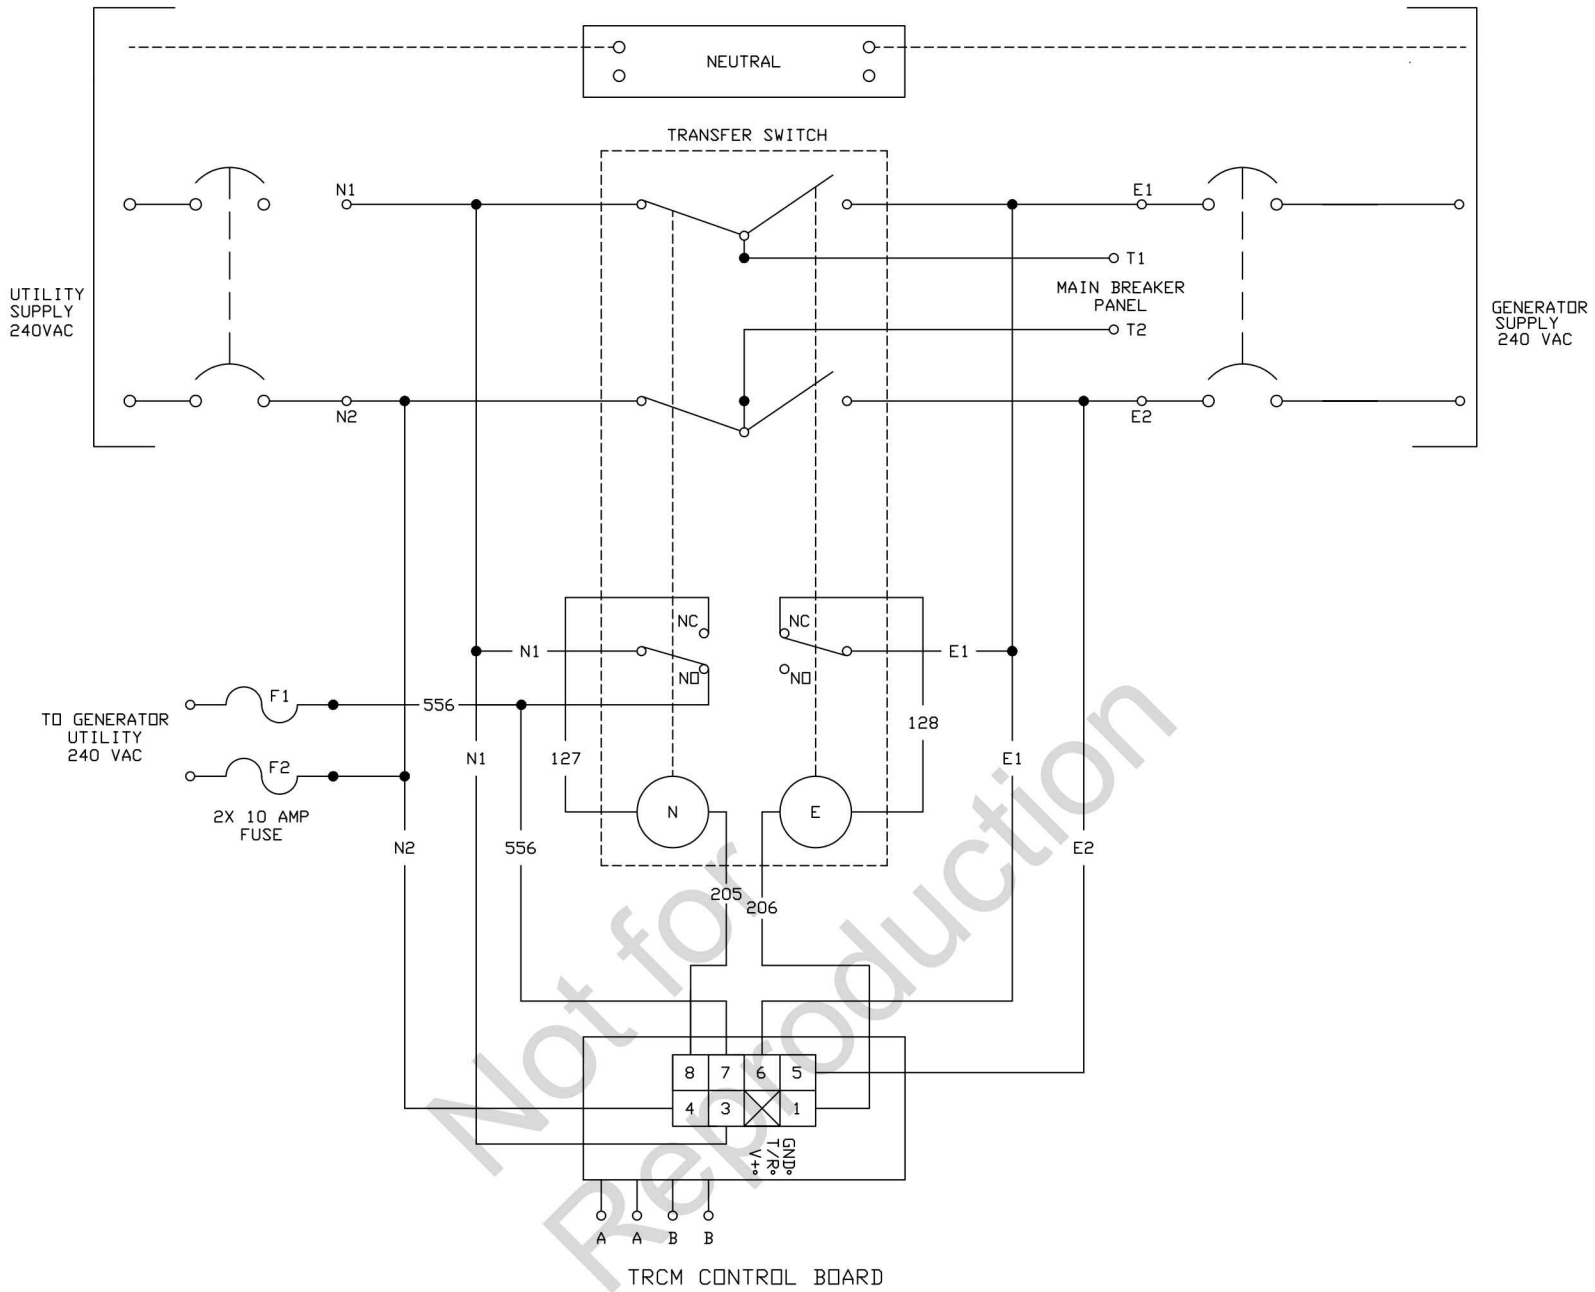 NEUTRAL
TRANSFER SWITCH
N1
E1
T1
MAIN BREAKER
PANEL
T2
UTILITY
SUPPLY
240VAC
GENERATOR
SUPPLY
240 VAC
N2
E2
NC
NC
N1
E1
NO
NO
F1
556
TO GENERATOR
UTILITY
240 VAC
128
N1
127
E1
F2
N
E
2X 10 AMP
FUSE
N2
556
E2
205
206
8 7 6 5
4 3 1
GND
T/R
V+
A A B B
TRCM CONTROL BOARD
Not for
Reproduction